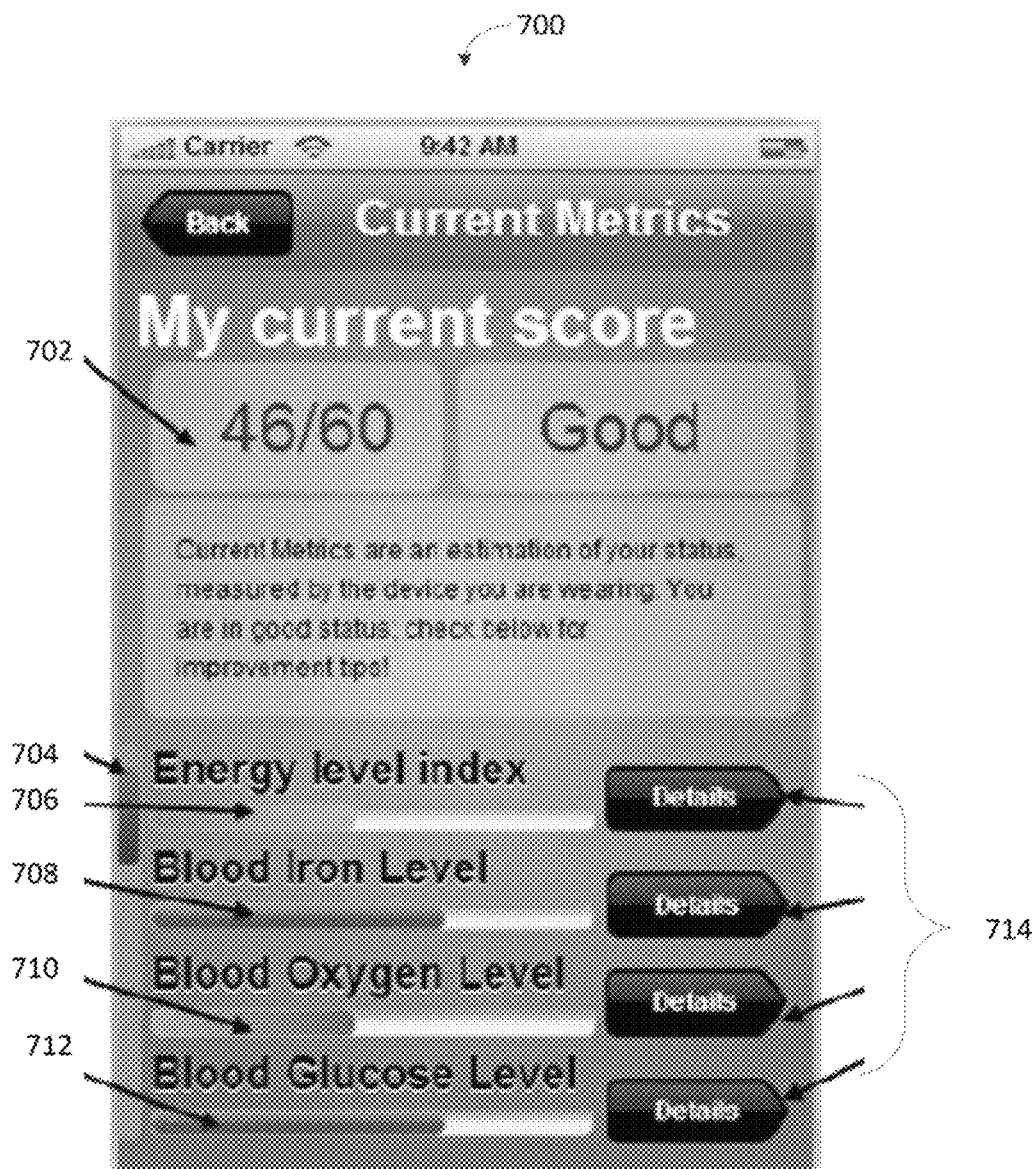 700
Carrier 9:42 AM
Back Current Metrics
My current score
702
46/60 Good
Current Metrics are an estimation of your status,
measured by the device you are wearing. You
are in good status; check below for
improvement tips!
704
Energy level index
Details
706
Blood Iron Level
708
Details
Blood Oxygen Level
710
Details
714
712
Blood Glucose Level
Details